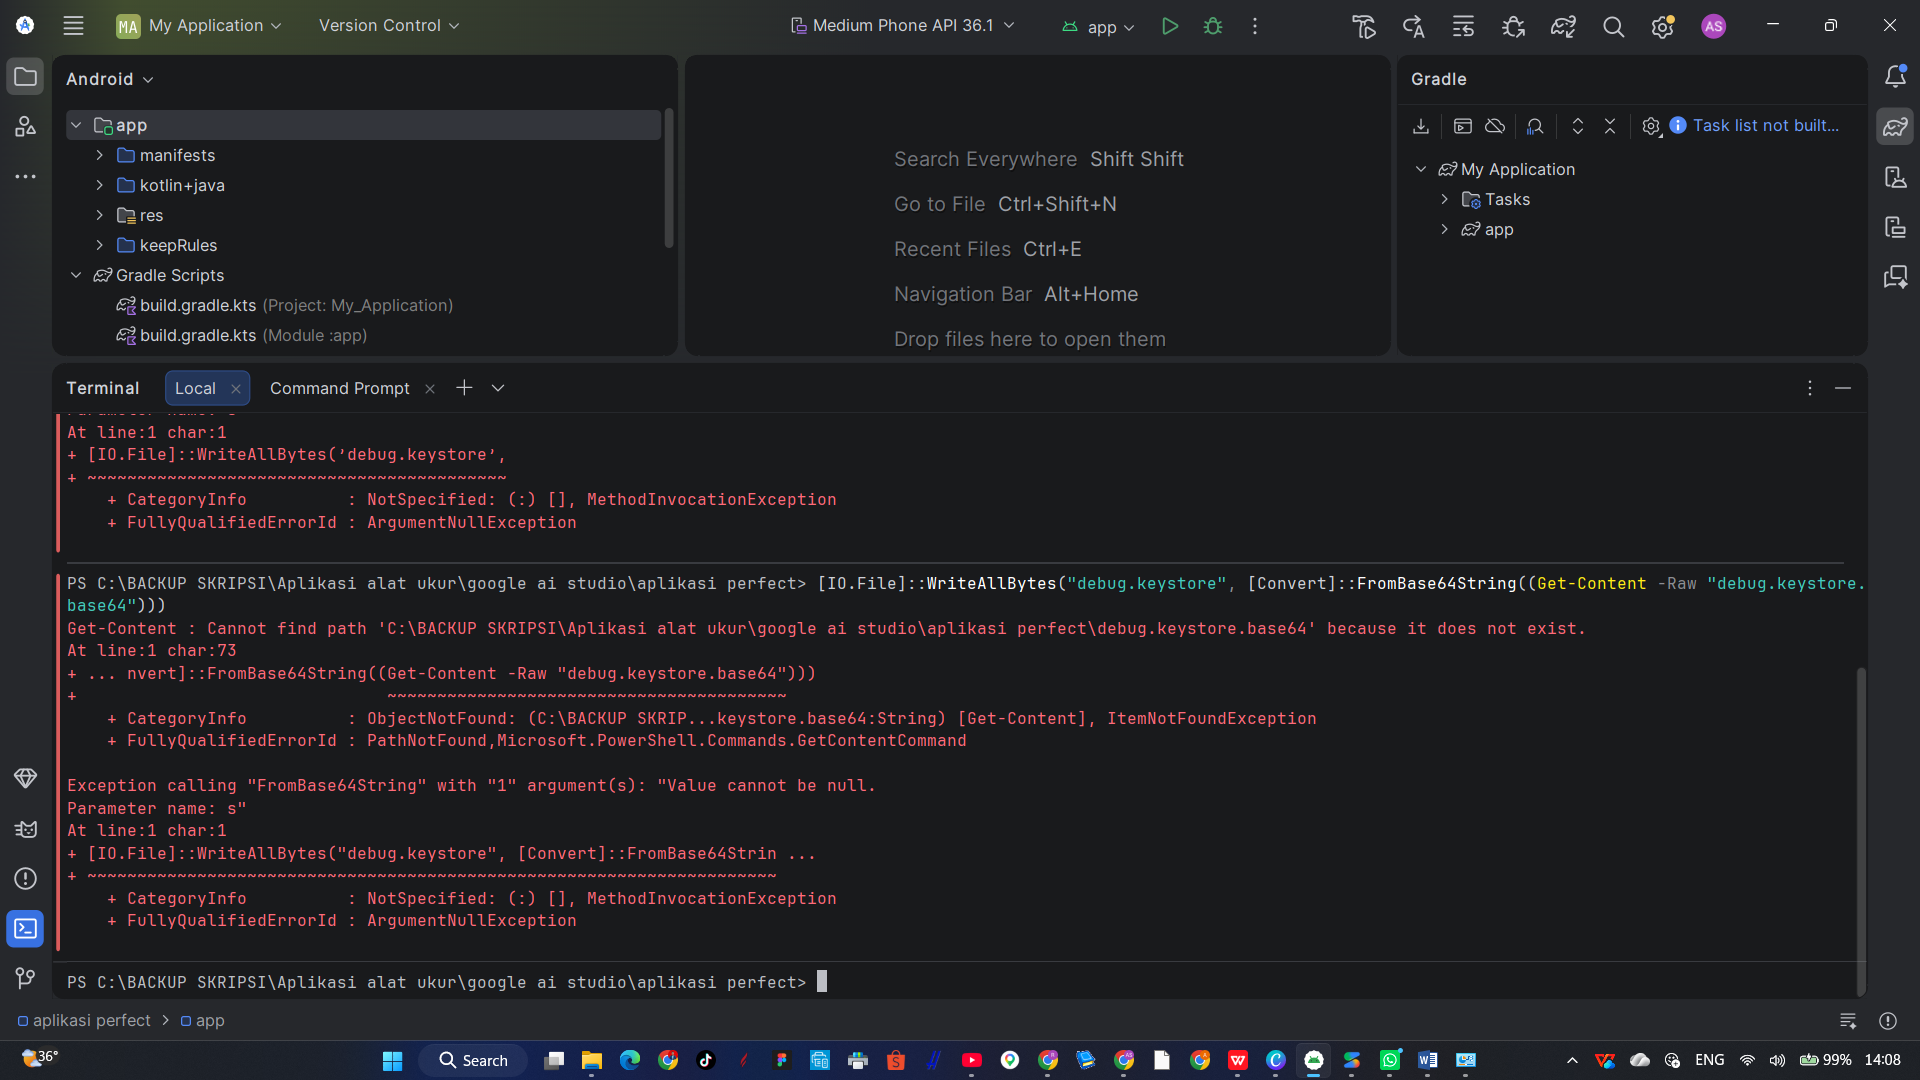 MA My Application
Version Control
Medium Phone API 36.1
app
AS
Android
app
manifests
kotlin+java
res
keepRules
Gradle Scripts
build.gradle.kts (Project: My_Application)
build.gradle.kts (Module :app)
Search Everywhere Shift Shift
Go to File Ctrl+Shift+N
Recent Files Ctrl+E
Navigation Bar Alt+Home
Drop files here to open them
Gradle
Task list not built...
My Application
Tasks
app
Terminal
Local
Command Prompt
At line:1 char:1
+ [IO.File]::WriteAllBytes('debug.keystore',
+ ~~~~~~~~~~~~~~~~~~~~~~~~~~~~~~~~~~~~~~~~~~
+ CategoryInfo : NotSpecified: (:) [], MethodInvocationException
+ FullyQualifiedErrorId : ArgumentNullException
PS C:\BACKUP SKRIPSI\Aplikasi alat ukur\google ai studio\aplikasi perfect> [IO.File]::WriteAllBytes("debug.keystore", [Convert]::FromBase64String((Get-Content -Raw "debug.keystore.
base64")))
Get-Content : Cannot find path 'C:\BACKUP SKRIPSI\Aplikasi alat ukur\google ai studio\aplikasi perfect\debug.keystore.base64' because it does not exist.
At line:1 char:73
+ ... nvert]::FromBase64String((Get-Content -Raw "debug.keystore.base64")))
+ ~~~~~~~~~~~~~~~~~~~~~~~~~~~~~~~~~~~~~~~~
+ CategoryInfo : ObjectNotFound: (C:\BACKUP SKRIP...keystore.base64:String) [Get-Content], ItemNotFoundException
+ FullyQualifiedErrorId : PathNotFound,Microsoft.PowerShell.Commands.GetContentCommand
Exception calling "FromBase64String" with "1" argument(s): "Value cannot be null.
Parameter name: s"
At line:1 char:1
+ [IO.File]::WriteAllBytes("debug.keystore", [Convert]::FromBase64Strin ...
+ ~~~~~~~~~~~~~~~~~~~~~~~~~~~~~~~~~~~~~~~~~~~~~~~~~~~~~~~~~~~~~~~~~~~~~
+ CategoryInfo : NotSpecified: (:) [], MethodInvocationException
+ FullyQualifiedErrorId : ArgumentNullException
PS C:\BACKUP SKRIPSI\Aplikasi alat ukur\google ai studio\aplikasi perfect>
aplikasi perfect > app
36°
Search
ENG
99%
14:08